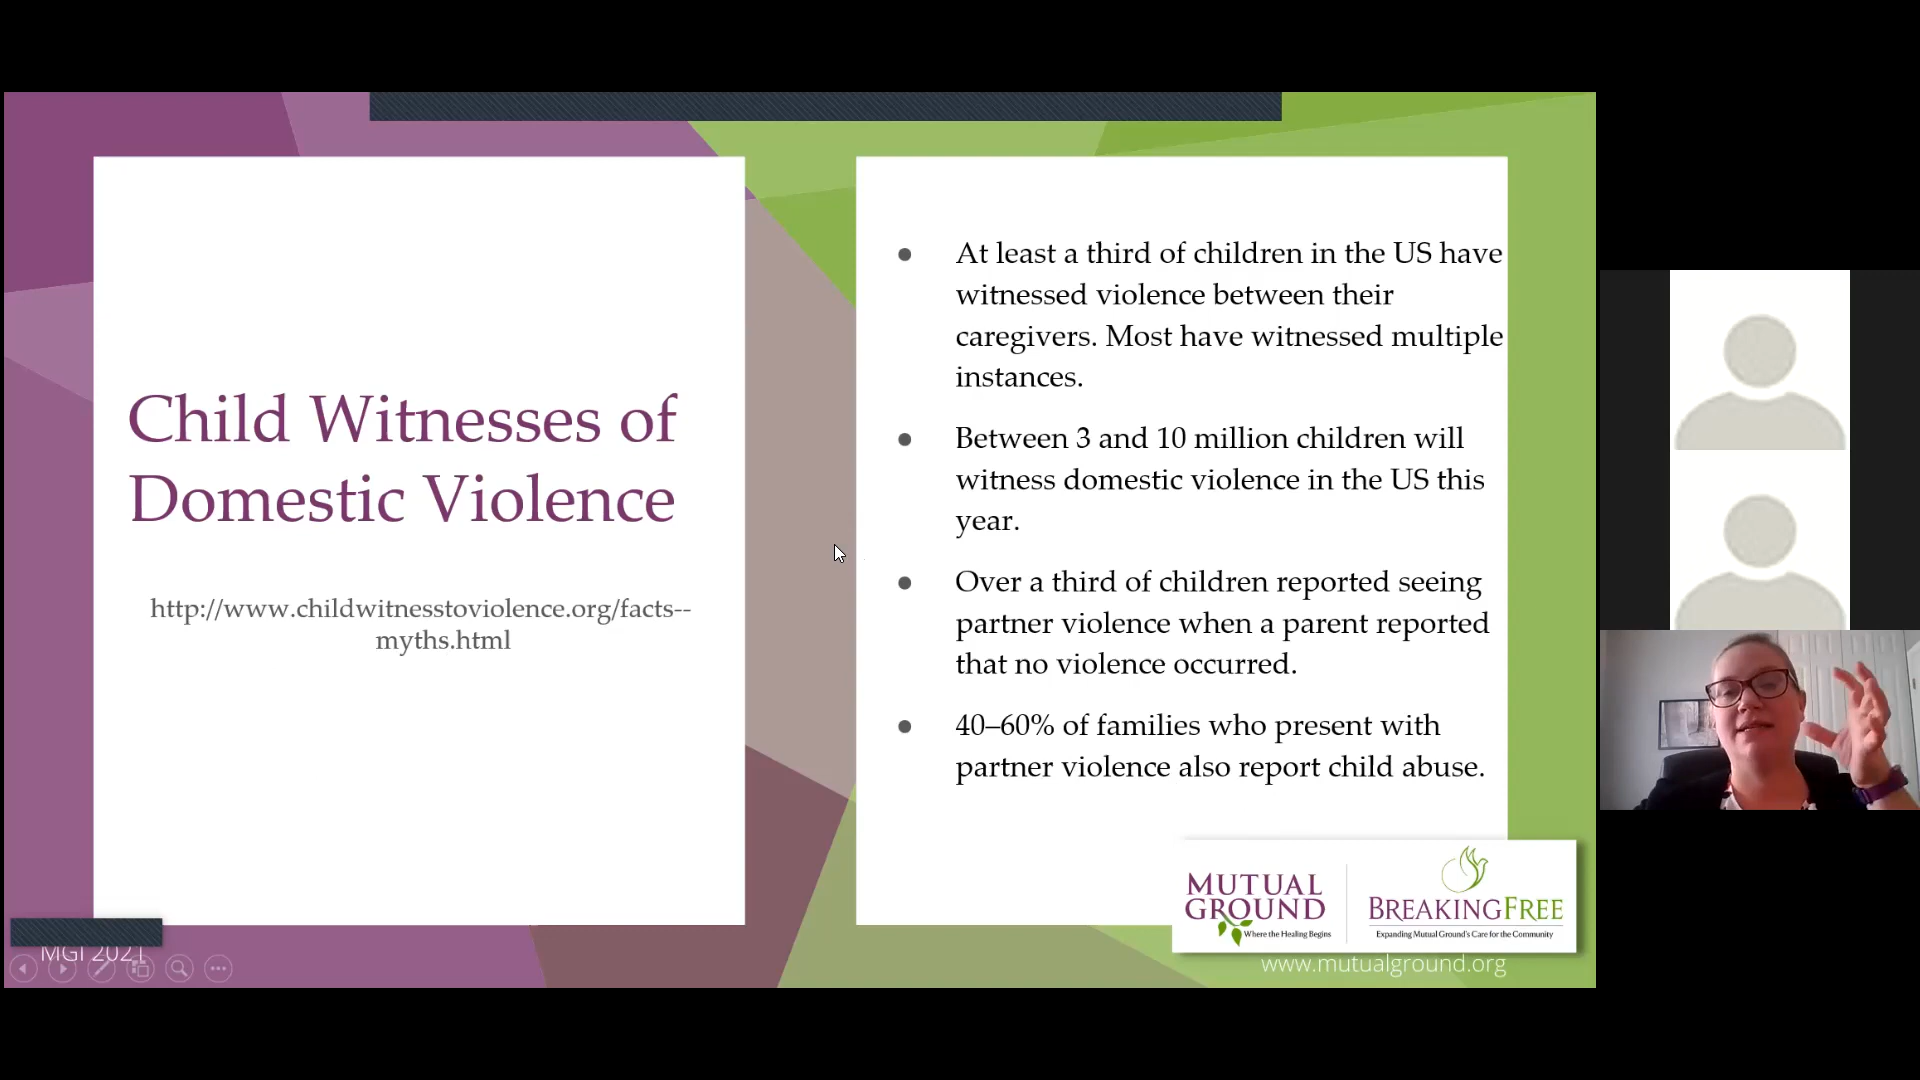 Child Witnesses of
Domestic Violence
http://www.childwitnesstoviolence.org/facts--
myths.html
At least a third of children in the US have
witnessed violence between their
caregivers. Most have witnessed multiple
instances.
Between 3 and 10 million children will
witness domestic violence in the US this
year.
Over a third of children reported seeing
partner violence when a parent reported
that no violence occurred.
40–60% of families who present with
partner violence also report child abuse.
MUTUAL
GROUND
Where the Healing Begins
BREAKINGFREE
Expanding Mutual Ground's Care for the Community
MGI 2021
www.mutualground.org